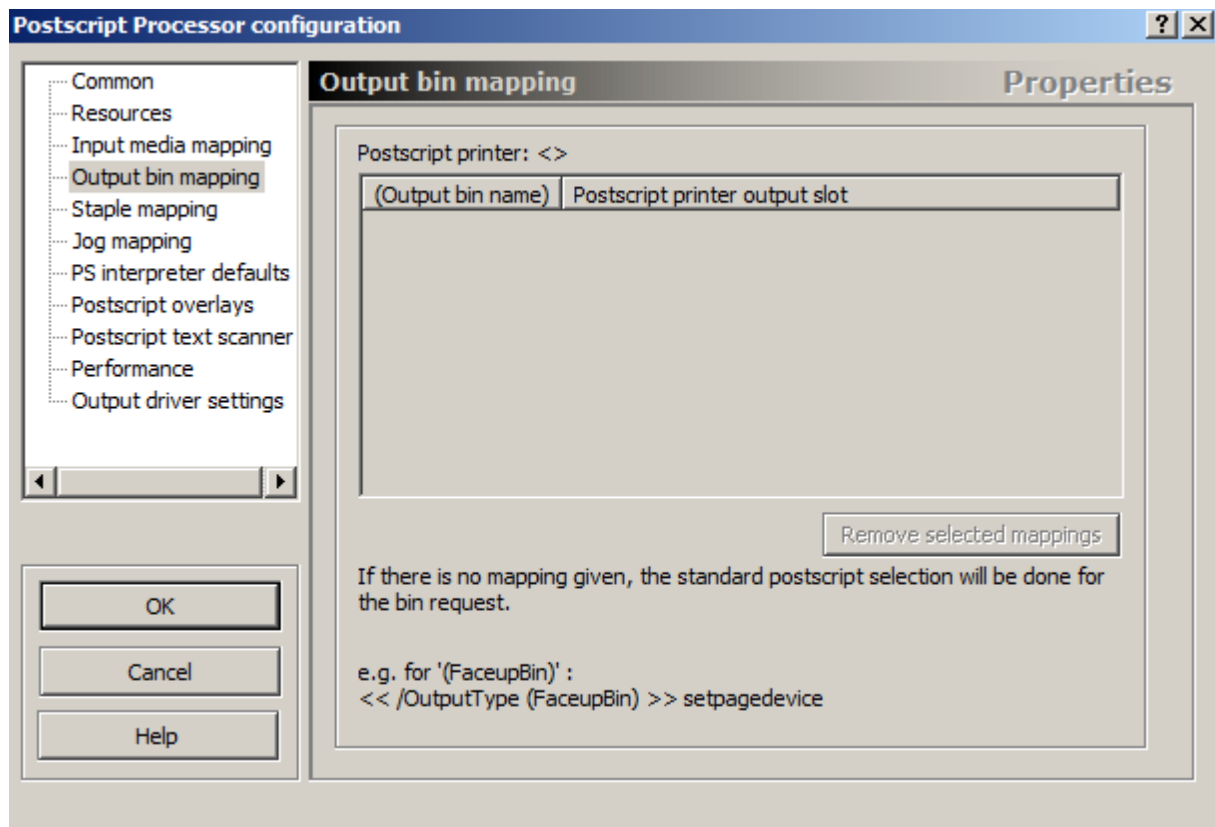 Postscript Processor configuration
Common
Resources
Input media mapping
Output bin mapping
Staple mapping
Jog mapping
PS interpreter defaults
Postscript overlays
Postscript text scanner
Performance
Output driver settings
OK
Cancel
Help
Output bin mapping Properties
Postscript printer: <>
(Output bin name) Postscript printer output slot
Remove selected mappings
If there is no mapping given, the standard postscript selection will be done for
the bin request.
e.g. for '(FaceupBin)' :
<< /OutputType (FaceupBin) >> setpagedevice